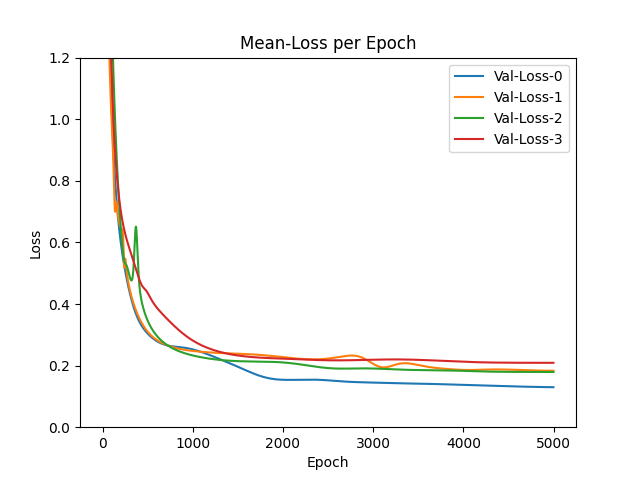 Mean-Loss per Epoch
1.2
1.0
0.8
0.6
0.4
0.2
0.0
Loss
Val-Loss-0
Val-Loss-1
Val-Loss-2
Val-Loss-3
0 1000 2000 3000 4000 5000
Epoch